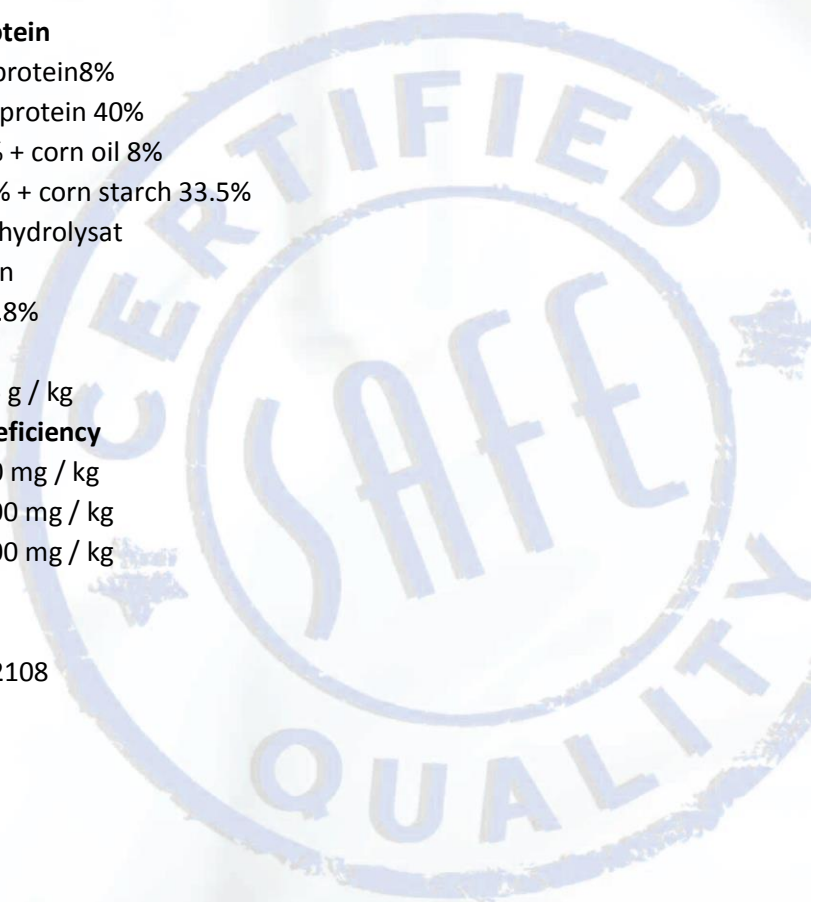 otein
protein8%
protein 40%
% + corn oil 8%
% + corn starch 33.5%
hydrolysat
n
.8%
g / kg
eficiency
0 mg / kg
00 mg / kg
00 mg / kg
2108
CERTIFIED
SAFE
QUALITY